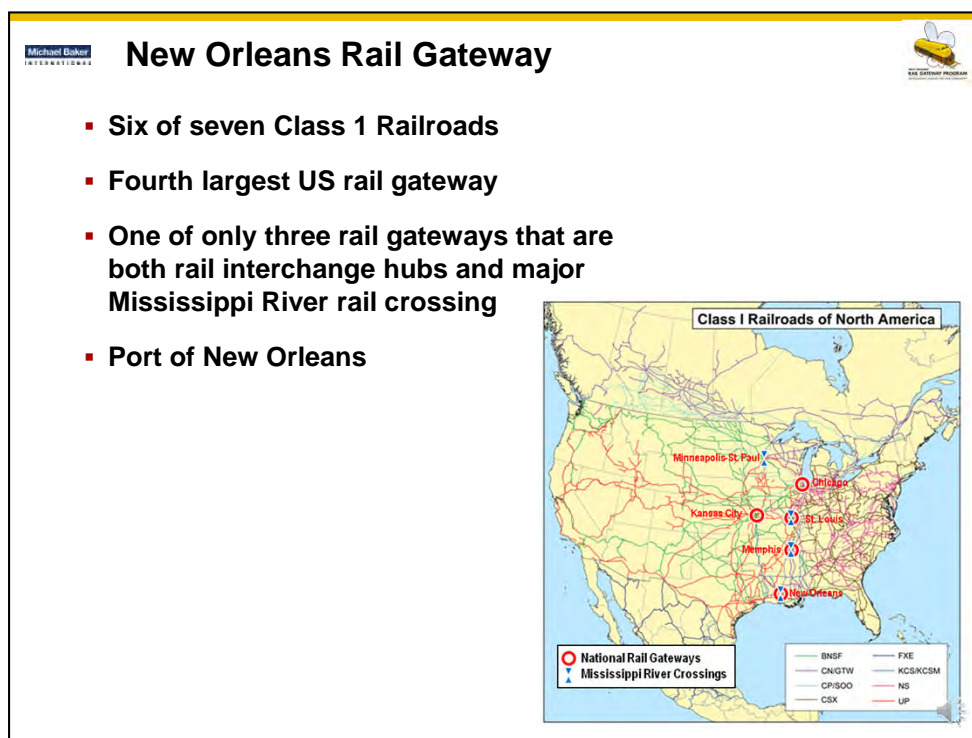 Michael Baker
INTERNATIONAL
New Orleans Rail Gateway
RAIL GATEWAY PROGRAM
▪ Six of seven Class 1 Railroads
▪ Fourth largest US rail gateway
▪ One of only three rail gateways that are
both rail interchange hubs and major
Mississippi River rail crossing
▪ Port of New Orleans
Class I Railroads of North America
Minneapolis-St. Paul
Chicago
Kansas City
St. Louis
Memphis
New Orleans
National Rail Gateways
Mississippi River Crossings
BNSF
CN/GTW
CP/SOO
CSX
FXE
KCS/KCSM
NS
UP